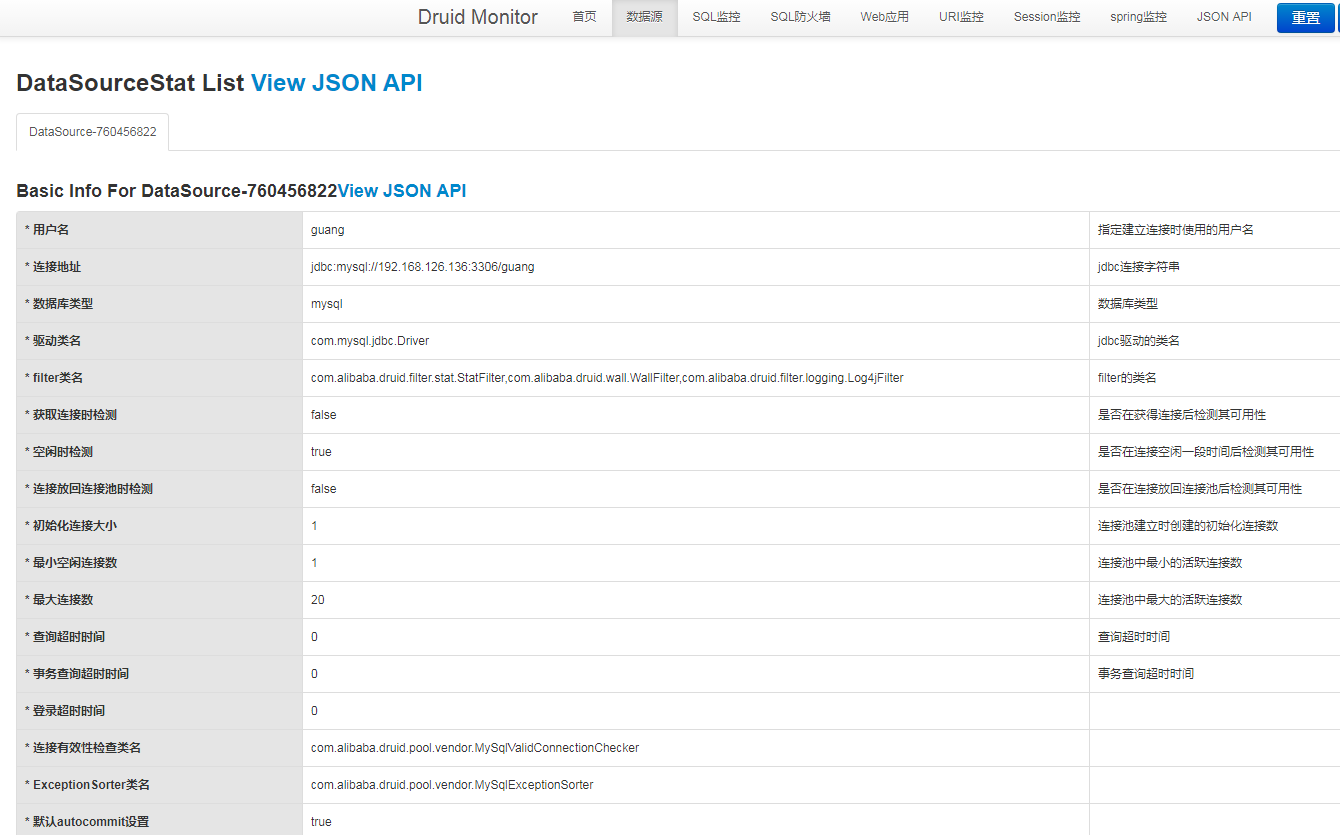 Druid Monitor 首页 数据源 SQL监控 SQL防火墙 Web应用 URI监控 Session监控 spring监控 JSON API 重置
DataSourceStat List View JSON API
DataSource-760456822
Basic Info For DataSource-760456822View JSON API
* 用户名 guang 指定建立连接时使用的用户名
* 连接地址 jdbc:mysql://192.168.126.136:3306/guang jdbc连接字符串
* 数据库类型 mysql 数据库类型
* 驱动类名 com.mysql.jdbc.Driver jdbc驱动的类名
* filter类名 com.alibaba.druid.filter.stat.StatFilter,com.alibaba.druid.wall.WallFilter,com.alibaba.druid.filter.logging.Log4jFilter filter的类名
* 获取连接时检测 false 是否在获得连接后检测其可用性
* 空闲时检测 true 是否在连接空闲一段时间后检测其可用性
* 连接放回连接池时检测 false 是否在连接放回连接池后检测其可用性
* 初始化连接大小 1 连接池建立时创建的初始化连接数
* 最小空闲连接数 1 连接池中最小的活跃连接数
* 最大连接数 20 连接池中最大的活跃连接数
* 查询超时时间 0 查询超时时间
* 事务查询超时时间 0 事务查询超时时间
* 登录超时时间 0
* 连接有效性检查类名 com.alibaba.druid.pool.vendor.MySqlValidConnectionChecker
* ExceptionSorter类名 com.alibaba.druid.pool.vendor.MySqlExceptionSorter
* 默认autocommit设置 true